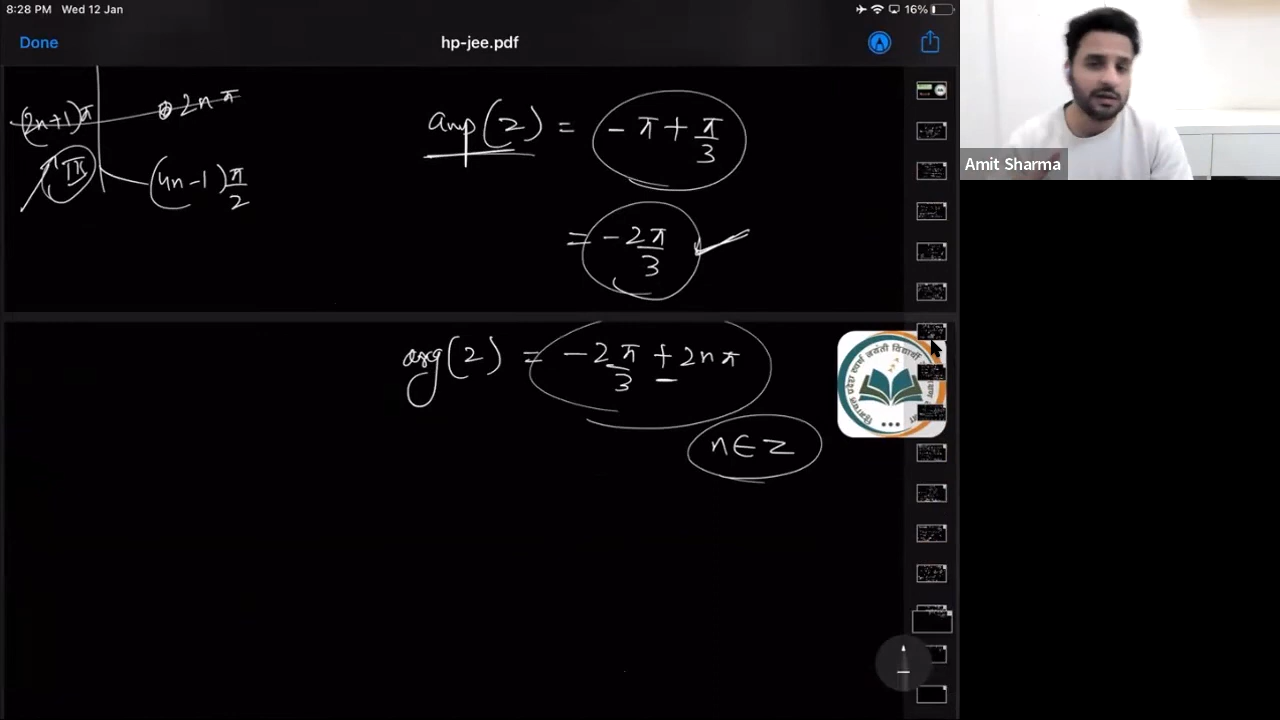 8:28 PM Wed 12 Jan
16%
Done
hp-jee.pdf
(2n+1)π
2nπ
(4n-1)π/2
amp(z) = -π + π/3
= -2π/3
arg(z) = -2π/3 + 2nπ
n∈Z
Amit Sharma